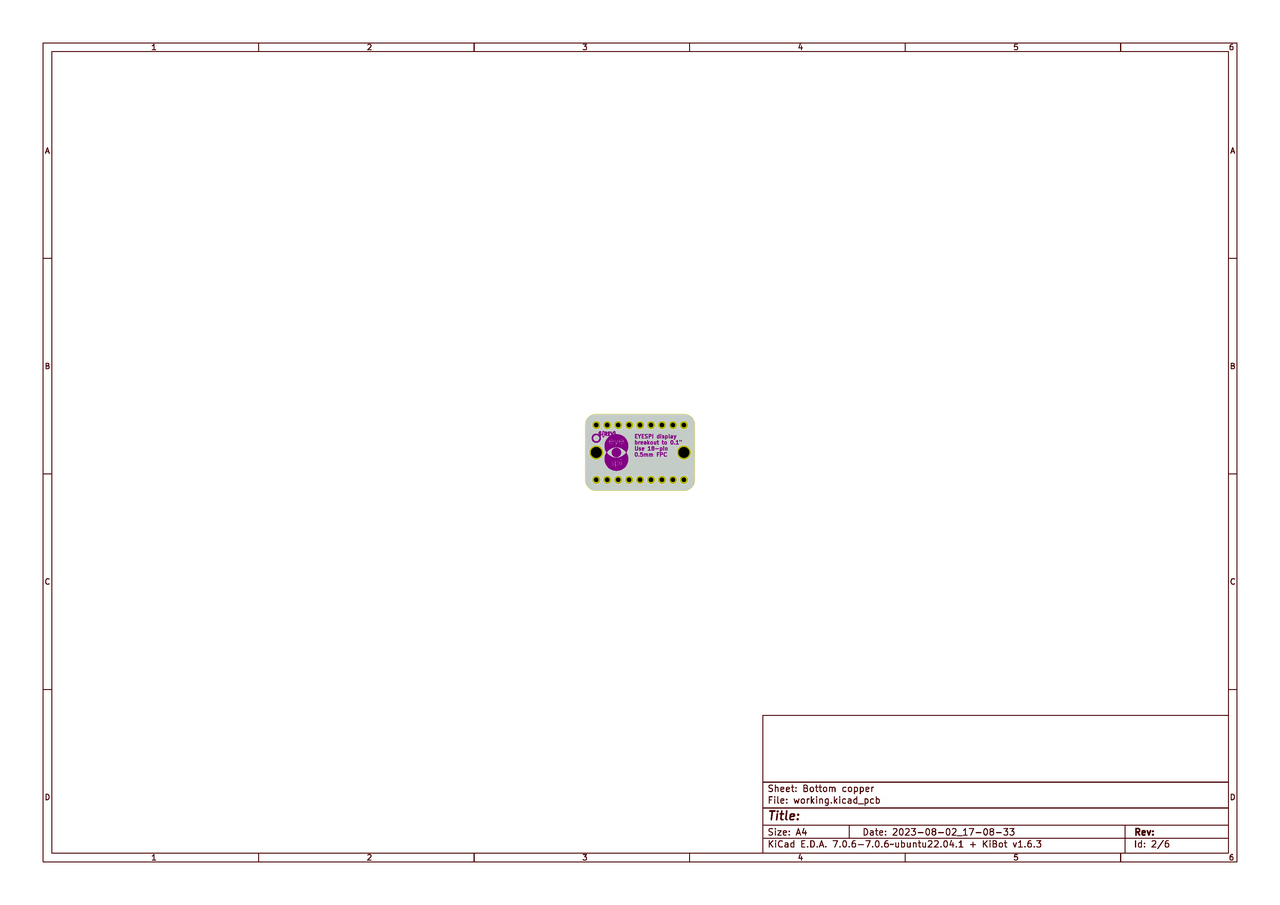 1 2 3 4 5 6
A A
EYESPI display
breakout to 0.1"
Use 18-pin
0.5mm FPC
eye
spi
B B
C C
Sheet: Bottom copper
File: working.kicad_pcb
D D
Title:
Size: A4 Date: 2023-08-02_17-08-33 Rev:
KiCad E.D.A. 7.0.6-7.0.6~ubuntu22.04.1 + KiBot v1.6.3 Id: 2/6
1 2 3 4 5 6